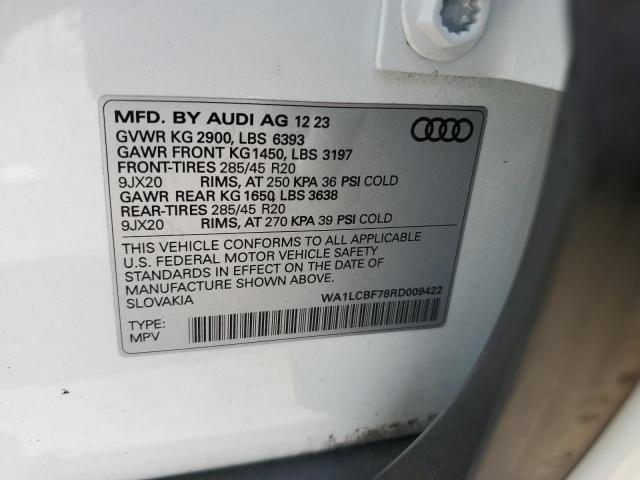 MFD. BY AUDI AG 12 23
GVWR KG 2900, LBS 6393
GAWR FRONT KG1450, LBS 3197
FRONT-TIRES 285/45 R20
9JX20 RIMS, AT 250 KPA 36 PSI COLD
GAWR REAR KG 1650, LBS 3638
REAR-TIRES 285/45 R20
9JX20 RIMS, AT 270 KPA 39 PSI COLD
THIS VEHICLE CONFORMS TO ALL APPLICABLE
U.S. FEDERAL MOTOR VEHICLE SAFETY
STANDARDS IN EFFECT ON THE DATE OF
MANUFACTURE SHOWN ABOVE.
SLOVAKIA WA1LCBF78RD009422
TYPE:
MPV